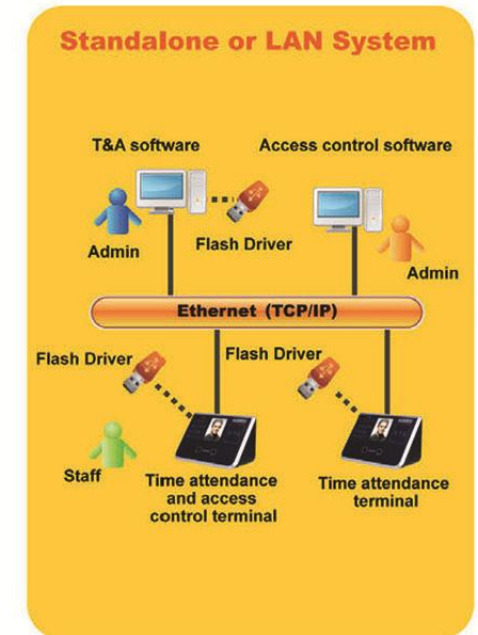 Standalone or LAN System
T&A software
Access control software
Admin
Flash Driver
Admin
Ethernet (TCP/IP)
Flash Driver
Flash Driver
Staff
Time attendance
and access
control terminal
Time attendance
terminal